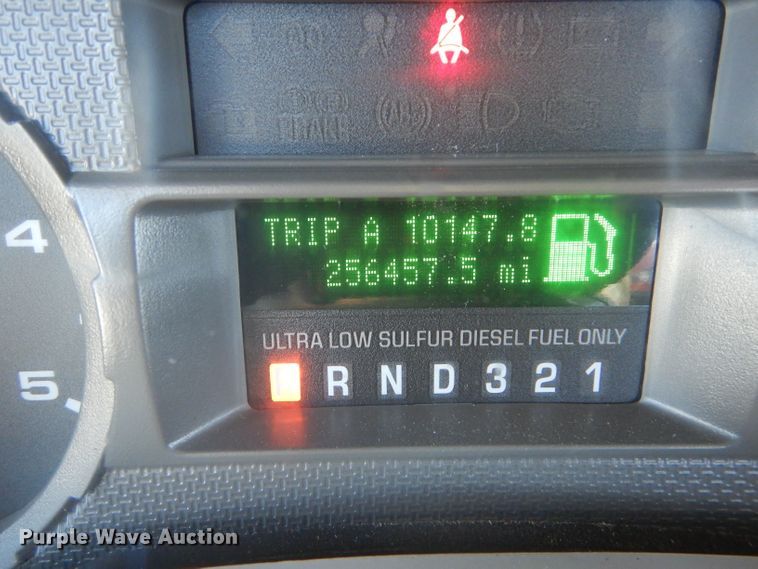 BRAKE (ABS)
TRIP A 10147.8
256457.5 mi
ULTRA LOW SULFUR DIESEL FUEL ONLY
P R N D 3 2 1
4
5
Purple Wave Auction